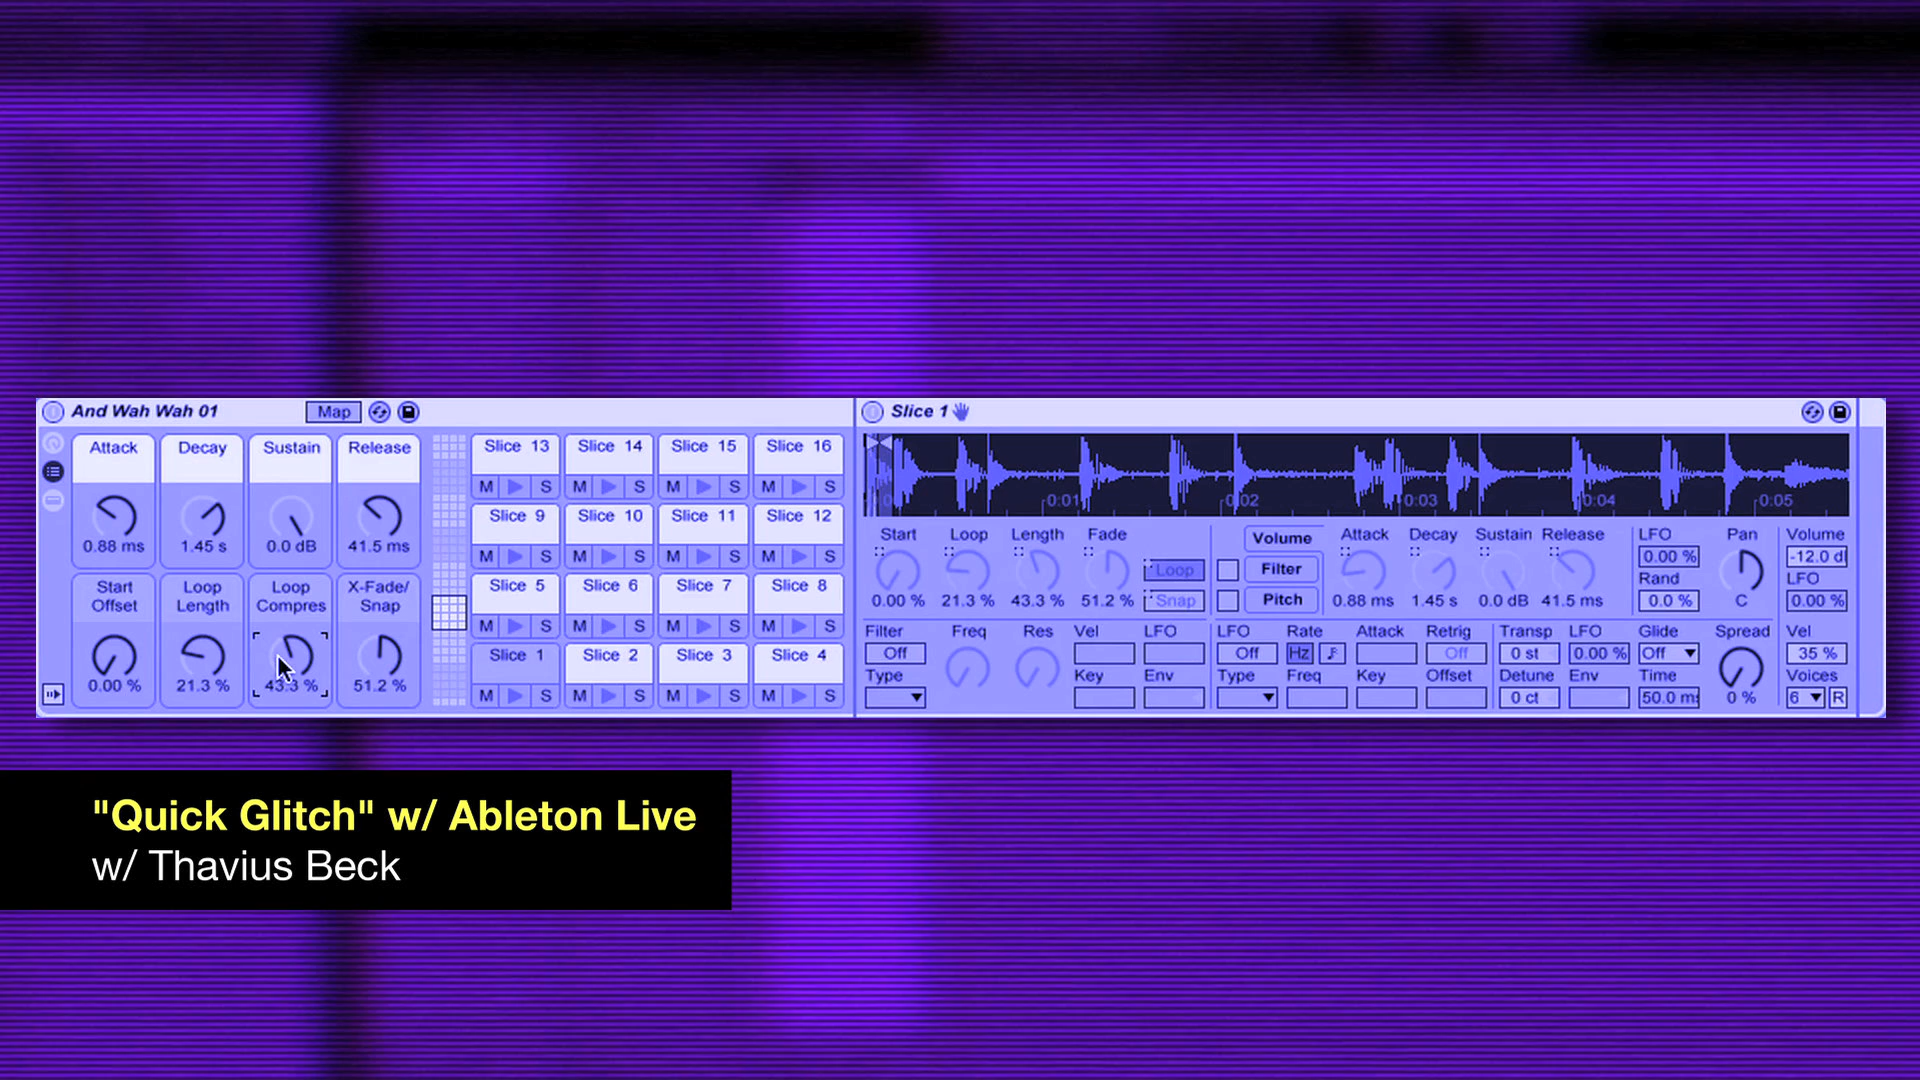 And Wah Wah 01 Map
Attack Decay Sustain Release
0.88 ms 1.45 s 0.0 dB 41.5 ms
Start Offset Loop Length Loop Compres X-Fade/ Snap
0.00 % 21.3 % 43.3 % 51.2 %
Slice 13 Slice 14 Slice 15 Slice 16
M S M S M S M S
Slice 9 Slice 10 Slice 11 Slice 12
M S M S M S M S
Slice 5 Slice 6 Slice 7 Slice 8
M S M S M S M S
Slice 1 Slice 2 Slice 3 Slice 4
M S M S M S M S
Slice 1
0:01 0:02 0:03 0:04 0:05
Start Loop Length Fade Volume Attack Decay Sustain Release LFO Pan Volume
0.00 % -12.0 d
Loop Filter Rand LFO
0.00 % 21.3 % 43.3 % 51.2 % Snap Pitch 0.88 ms 1.45 s 0.0 dB 41.5 ms 0.0 % C 0.00 %
Filter Freq Res Vel LFO LFO Rate Attack Retrig Transp LFO Glide Spread Vel
Off Off Hz Off 0 st 0.00 % Off 35 %
Type Key Env Type Freq Key Offset Detune Env Time Voices
0 ct 50.0 ms 0 % 6 R
"Quick Glitch" w/ Ableton Live
w/ Thavius Beck